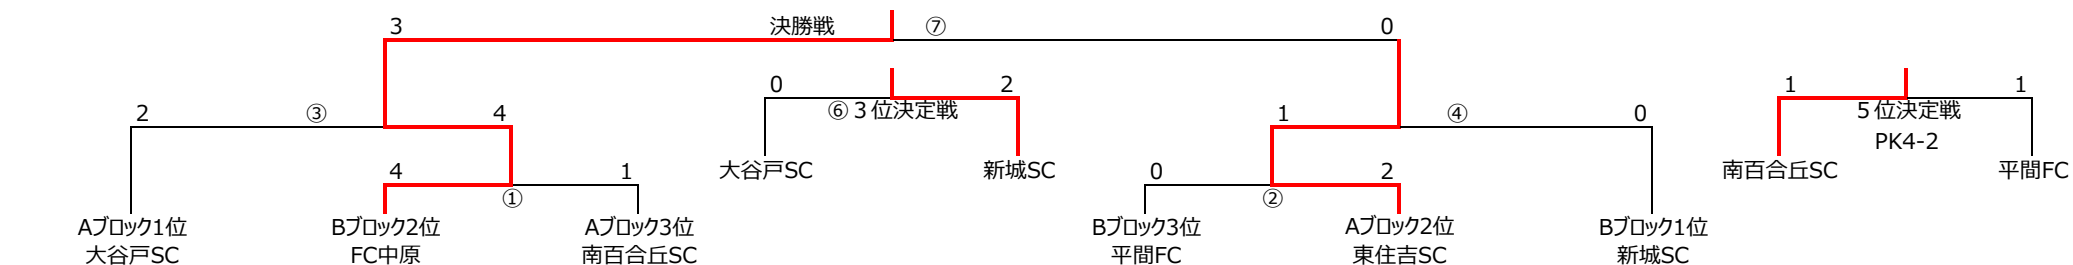 3 決勝戦 ⑦ 0
0 2 1 1
2 ③ 4 ⑥３位決定戦 1 ④ 0 ５位決定戦
PK4-2
大谷戸SC 新城SC 南百合丘SC 平間FC
4 1 0 2
① ②
Aブロック1位 Bブロック2位 Aブロック3位 Bブロック3位 Aブロック2位 Bブロック1位
大谷戸SC FC中原 南百合丘SC 平間FC 東住吉SC 新城SC